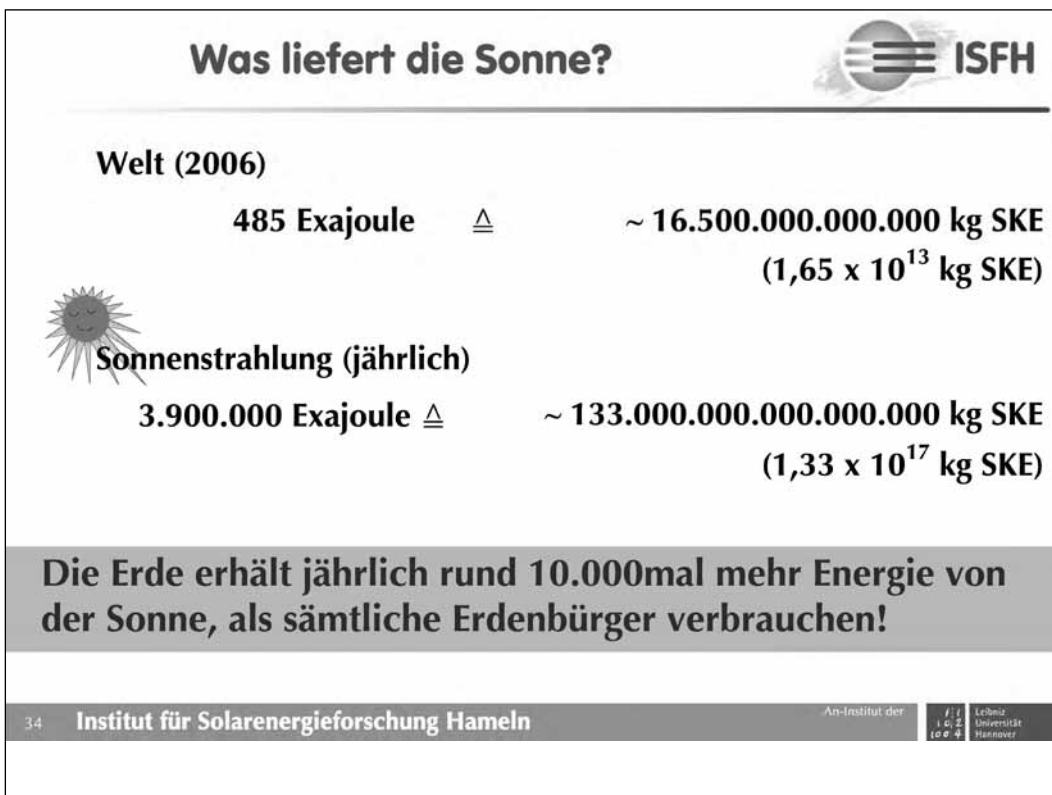 Was liefert die Sonne?
ISFH
Welt (2006)
485 Exajoule ≙ ~ 16.500.000.000.000 kg SKE
(1,65 x 10¹³ kg SKE)
Sonnenstrahlung (jährlich)
3.900.000 Exajoule ≙ ~ 133.000.000.000.000.000 kg SKE
(1,33 x 10¹⁷ kg SKE)
Die Erde erhält jährlich rund 10.000mal mehr Energie von
der Sonne, als sämtliche Erdenbürger verbrauchen!
34 Institut für Solarenergieforschung Hameln
An-Institut der
Leibniz
Universität
Hannover